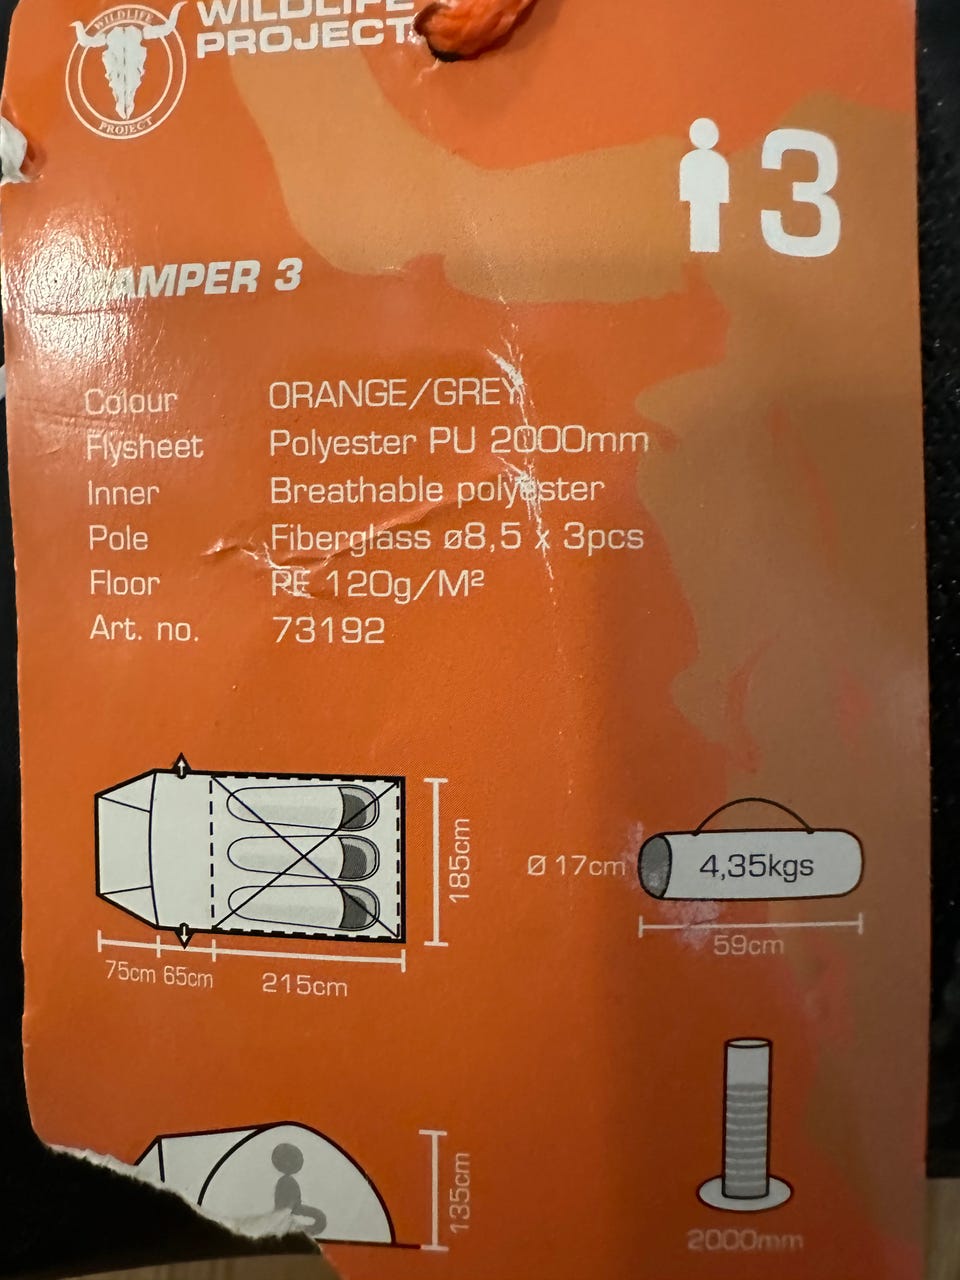 WILDLIFE
PROJECT
WILDLIFE
PROJECT
3
CAMPER 3
Colour ORANGE/GREY
Flysheet Polyester PU 2000mm
Inner Breathable polyester
Pole Fiberglass ø8,5 x 3pcs
Floor PE 120g/M²
Art. no. 73192
185cm
75cm 65cm 215cm
Ø 17cm 4,35kgs
59cm
135cm
2000mm